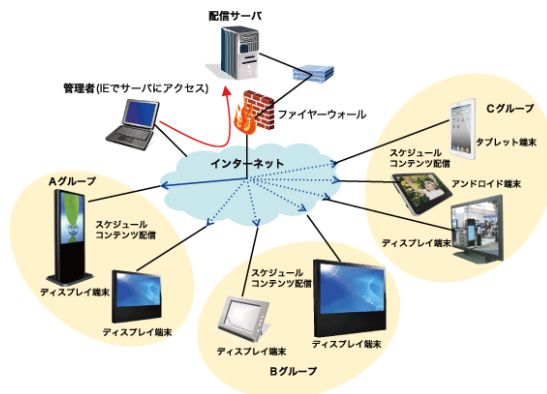 配信サーバ
管理者(IEでサーバにアクセス)
ファイヤーウォール
インターネット
Aグループ
スケジュール
コンテンツ配信
ディスプレイ端末
ディスプレイ端末
スケジュール
コンテンツ配信
ディスプレイ端末
ディスプレイ端末
Bグループ
Cグループ
タブレット端末
スケジュール
コンテンツ配信
アンドロイド端末
ディスプレイ端末